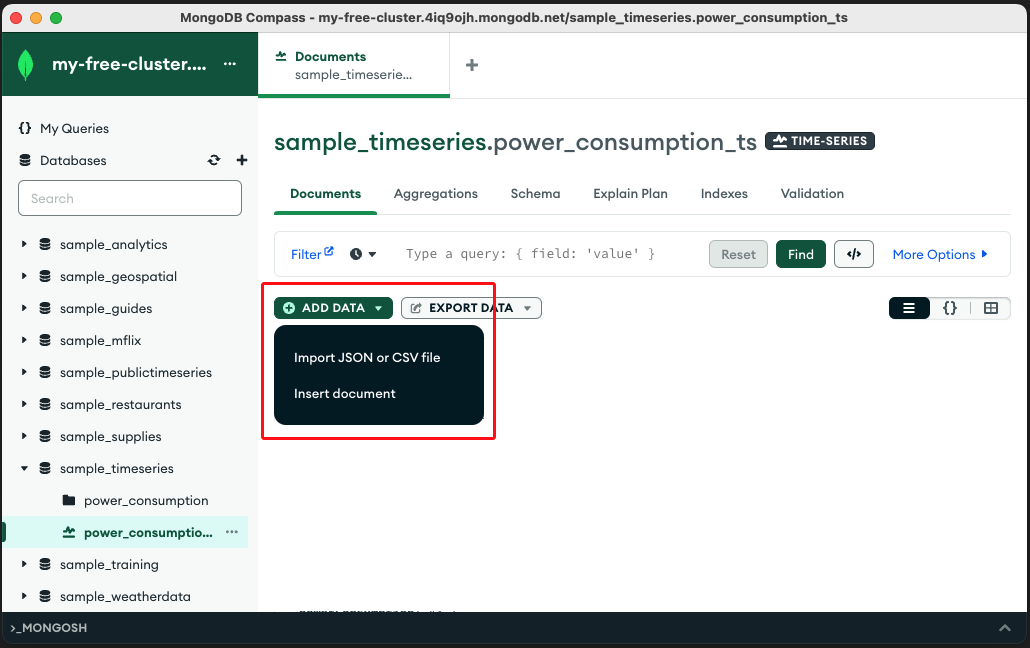 MongoDB Compass - my-free-cluster.4iq9ojh.mongodb.net/sample_timeseries.power_consumption_ts
my-free-cluster.... ···
Documents
sample_timeserie...
+
{} My Queries
Databases
Search
sample_analytics
sample_geospatial
sample_guides
sample_mflix
sample_publictimeseries
sample_restaurants
sample_supplies
sample_timeseries
power_consumption
power_consumptio... ···
sample_training
sample_weatherdata
sample_timeseries.power_consumption_ts TIME-SERIES
Documents Aggregations Schema Explain Plan Indexes Validation
Filter Type a query: { field: 'value' } Reset Find </> More Options
ADD DATA EXPORT DATA {}
Import JSON or CSV file
Insert document
>_MONGOSH